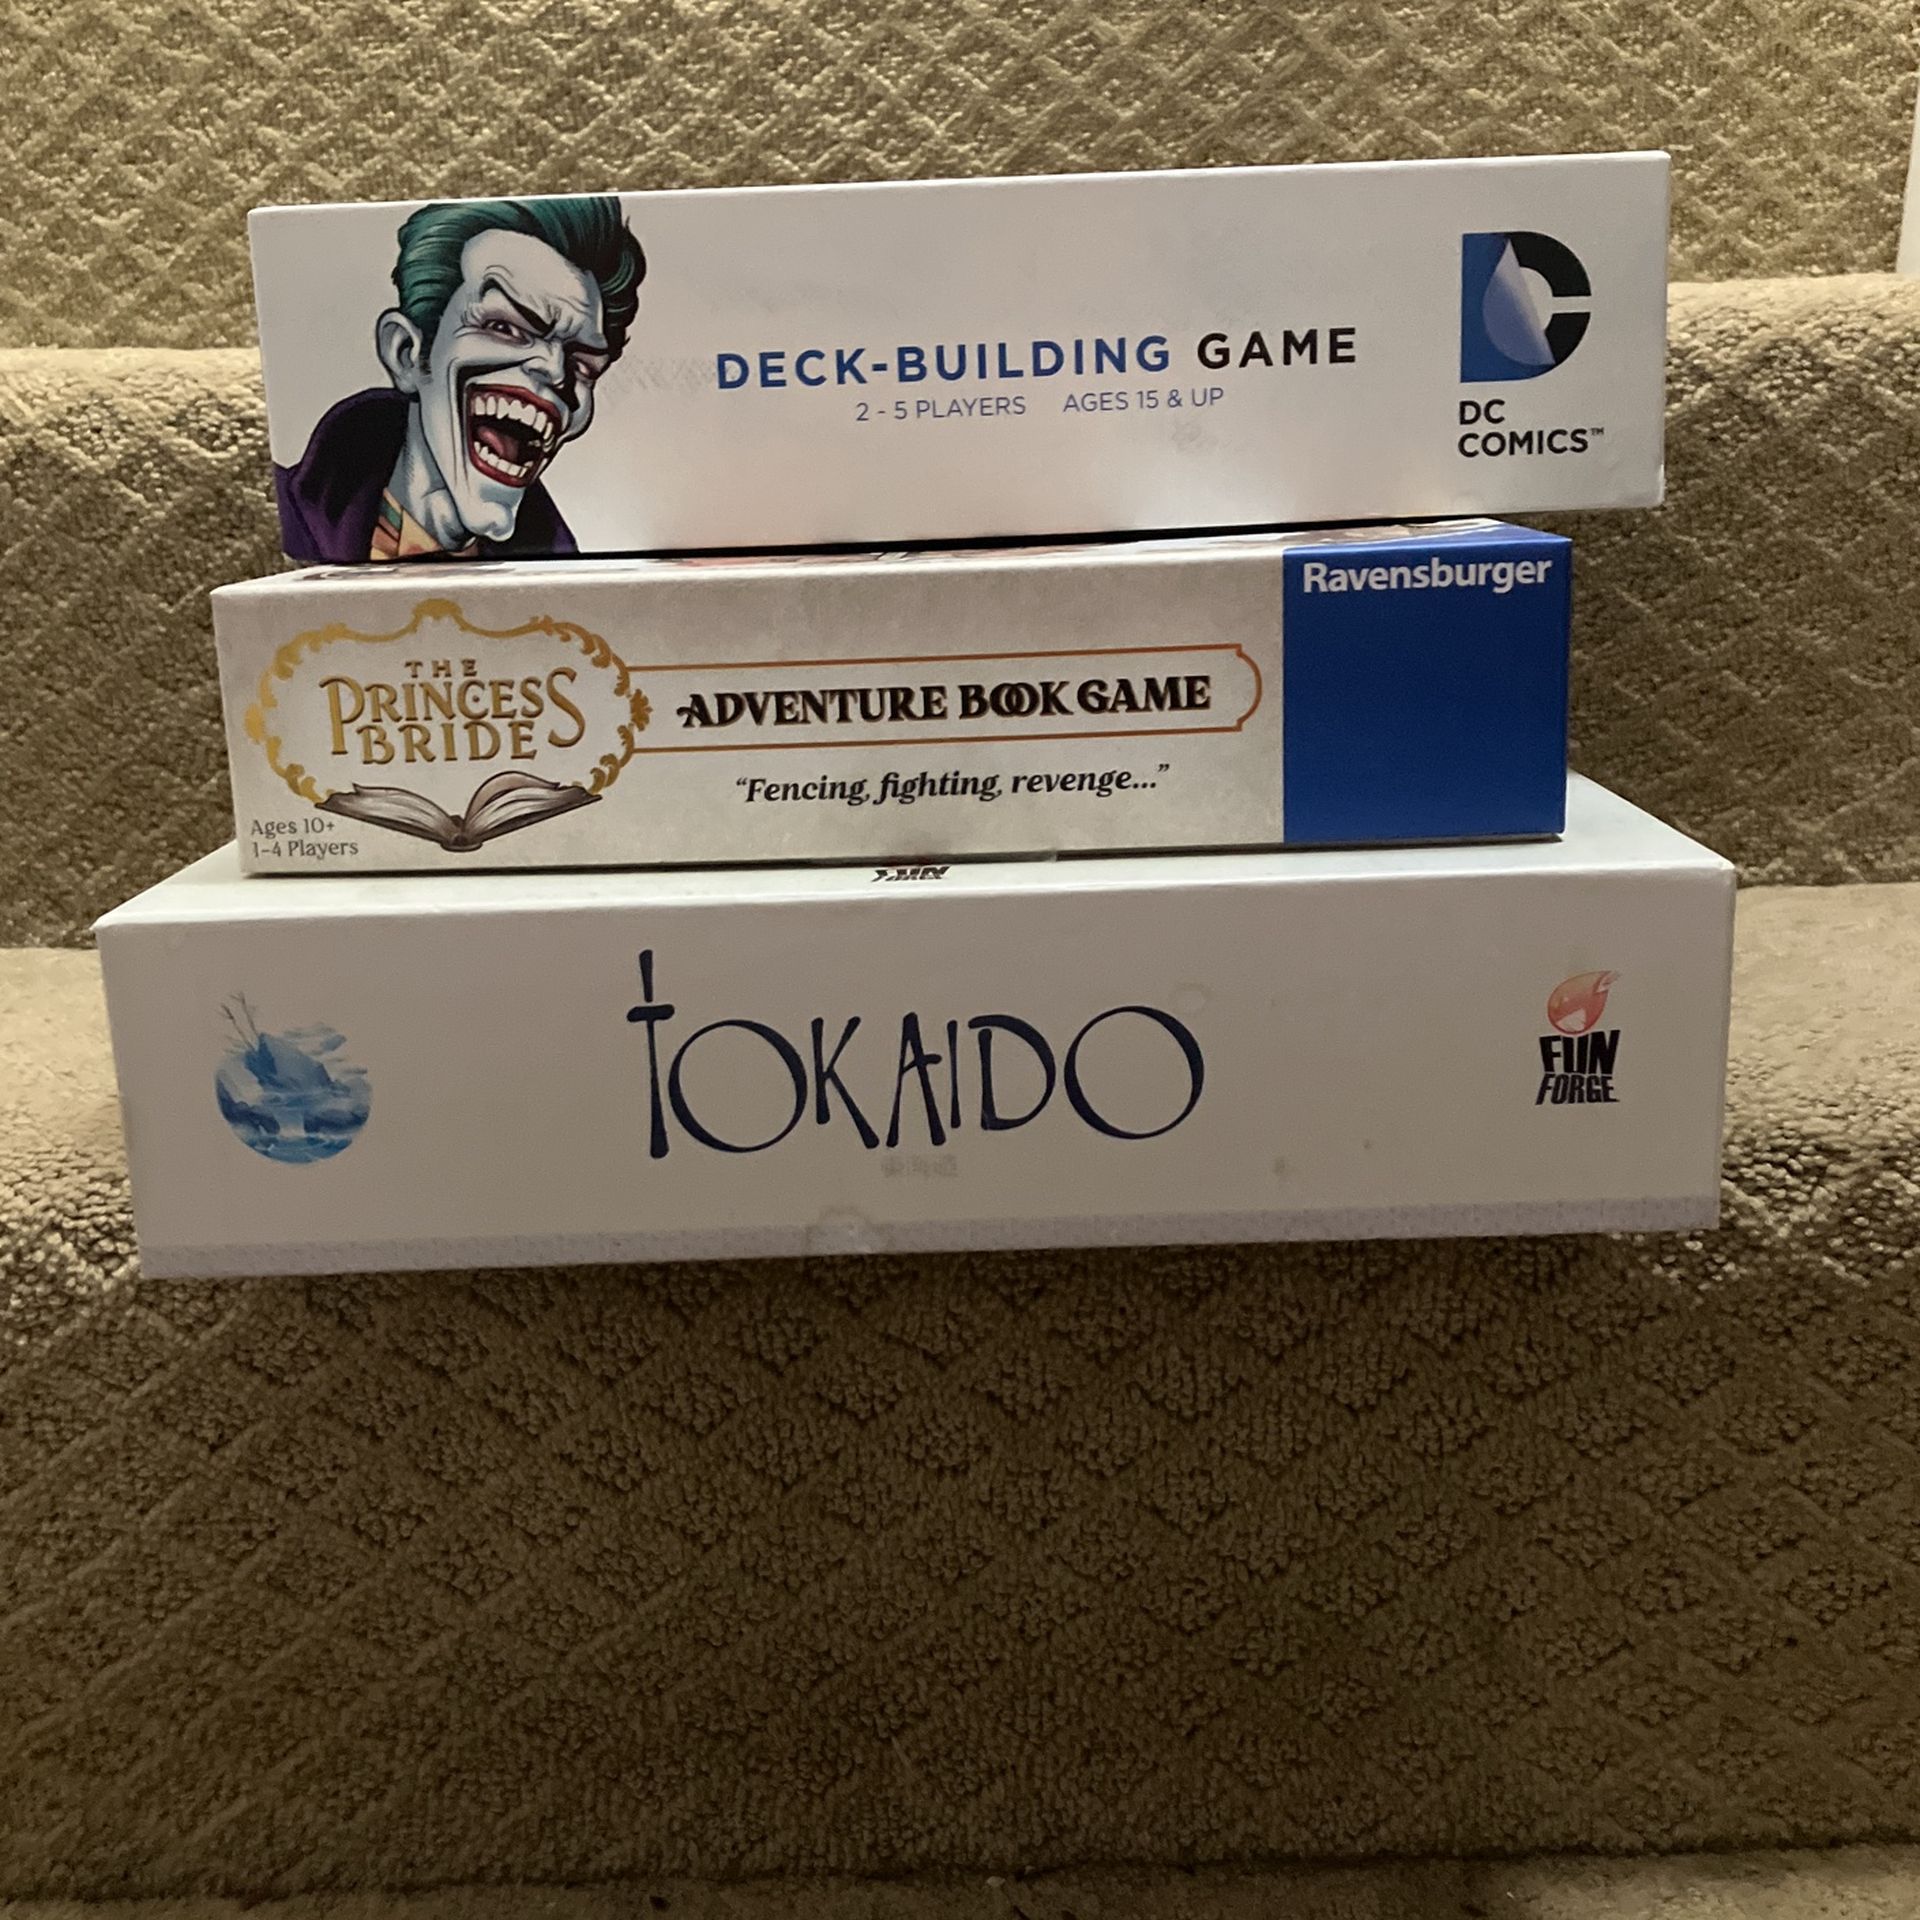 DECK-BUILDING GAME
2 - 5 PLAYERS AGES 15 & UP
DC
COMICS™
Ravensburger
THE
PRINCESS
BRIDE
ADVENTURE BOOK GAME
"Fencing, fighting, revenge..."
Ages 10+
1-4 Players
TOKAIDO
FUN
FORGE